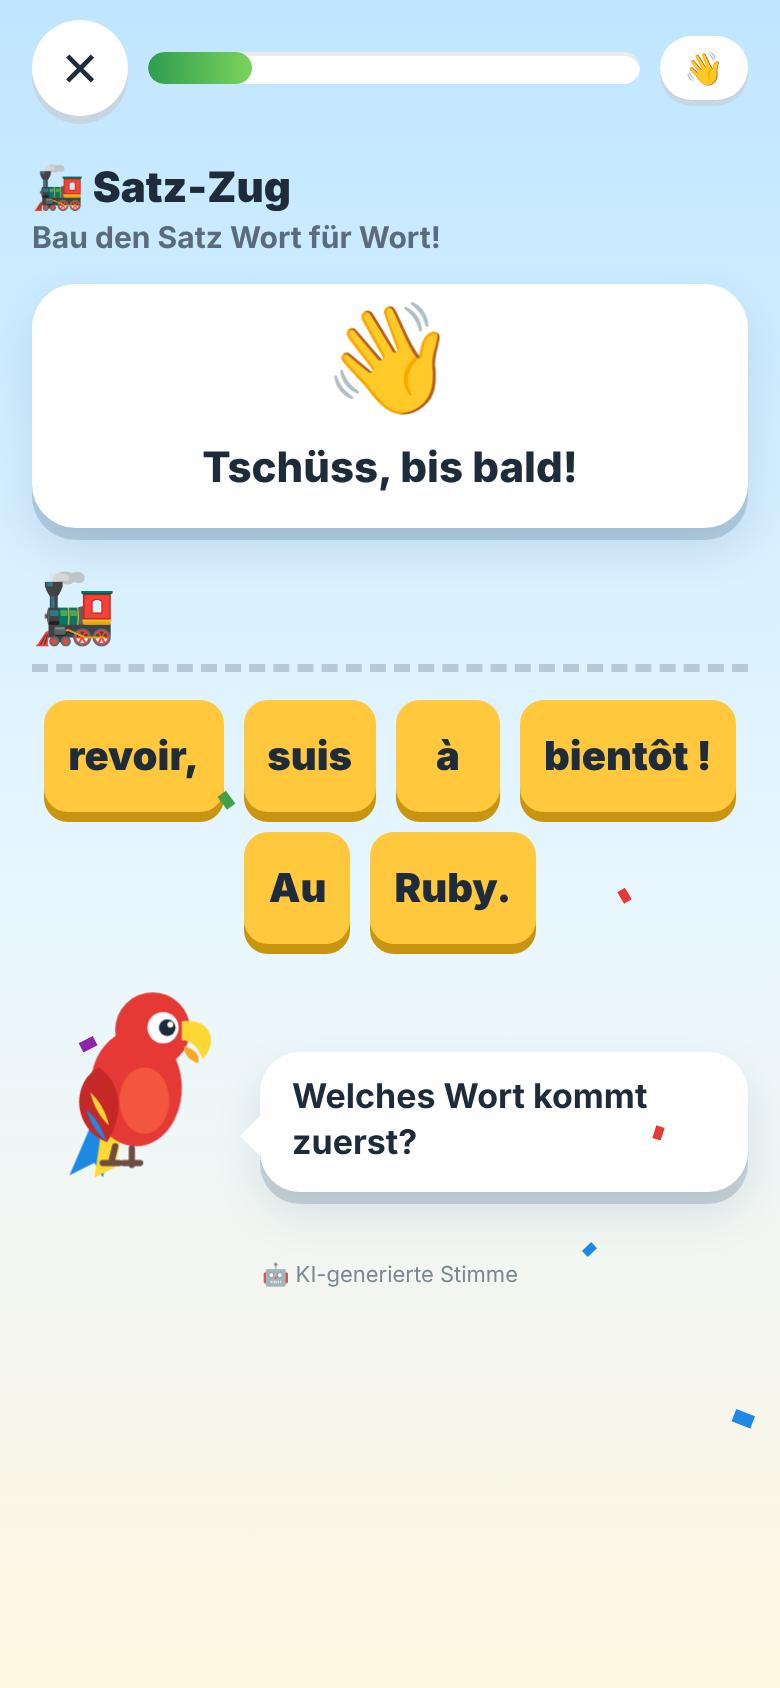 Satz-Zug
Bau den Satz Wort für Wort!
Tschüss, bis bald!
revoir, suis à bientôt !
Au Ruby.
Welches Wort kommt
zuerst?
KI-generierte Stimme